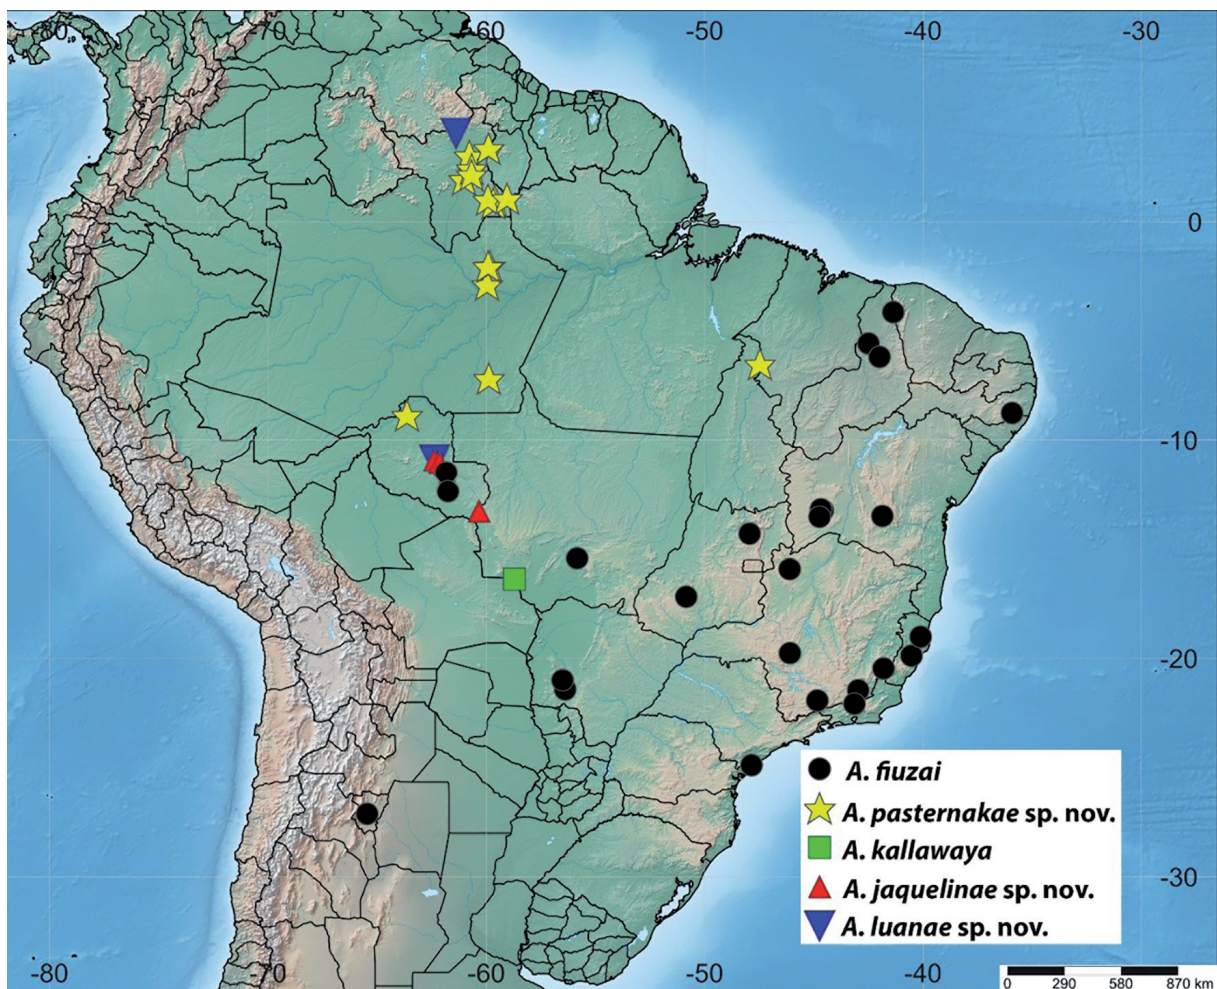 -80 -70 -60 -50 -40 -30
0
-10
-20
A. fiuzai
A. pasternakae sp. nov.
A. kallawaya
-30
A. jaquelinae sp. nov.
A. luanae sp. nov.
-80 -70 -60 -50 -40
0 290 580 870 km